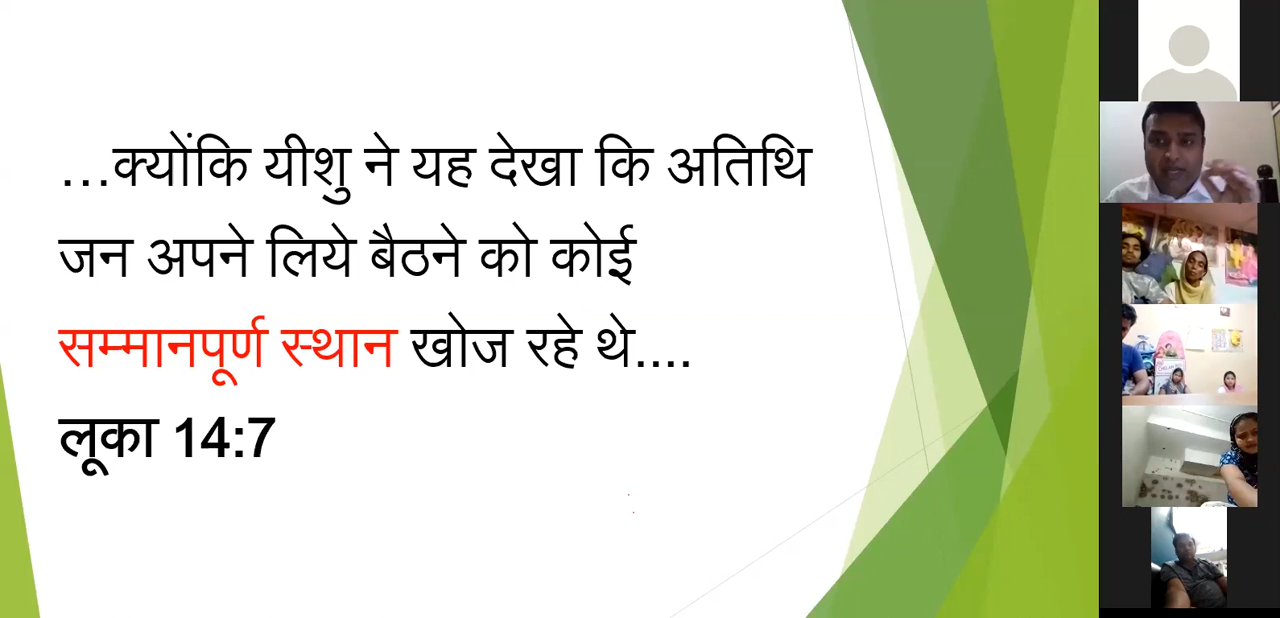 ...क्योंकि यीशु ने यह देखा कि अतिथि
जन अपने लिये बैठने को कोई
सम्मानपूर्ण स्थान खोज रहे थे....
लूका 14:7